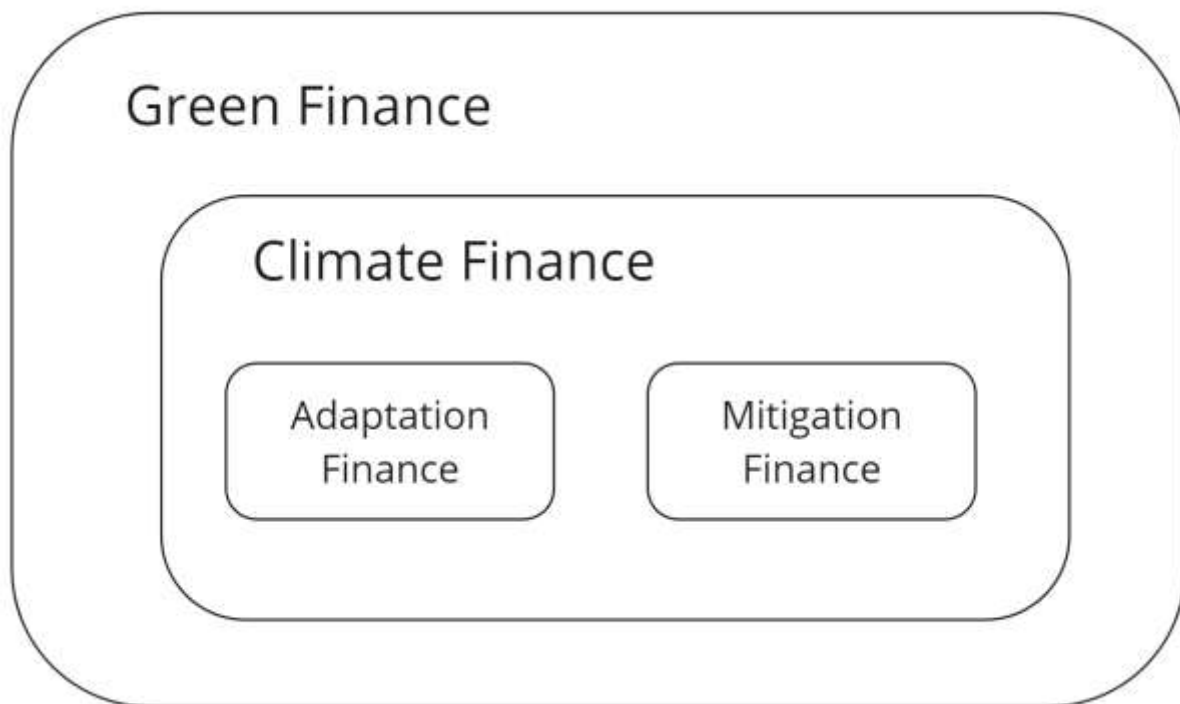 Green Finance
Climate Finance
Adaptation
Finance
Mitigation
Finance